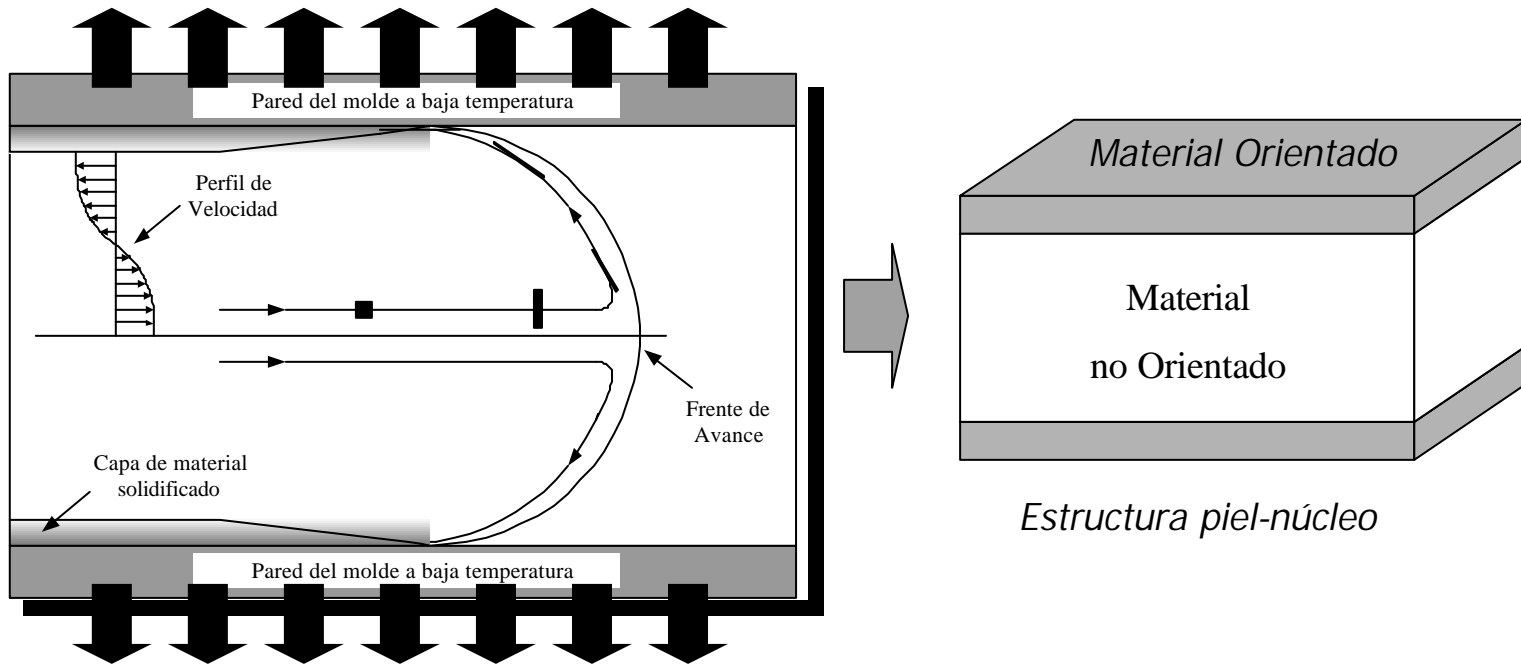 Pared del molde a baja temperatura
Perfil de
Velocidad
Frente de
Avance
Capa de material
solidificado
Pared del molde a baja temperatura
Material Orientado
Material
no Orientado
Estructura piel-núcleo